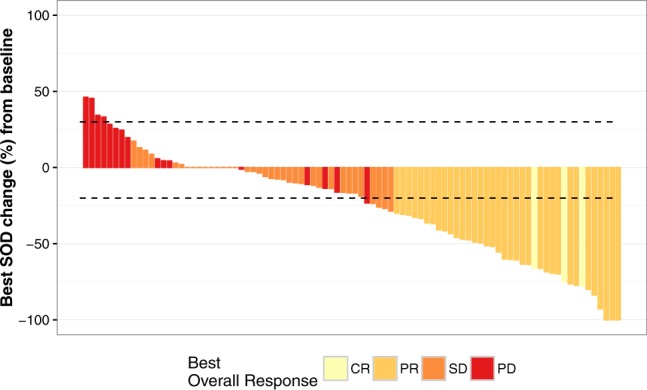 Best SOD change (%) from baseline
100
50
0
−50
−100
Best
Overall Response
CR
PR
SD
PD